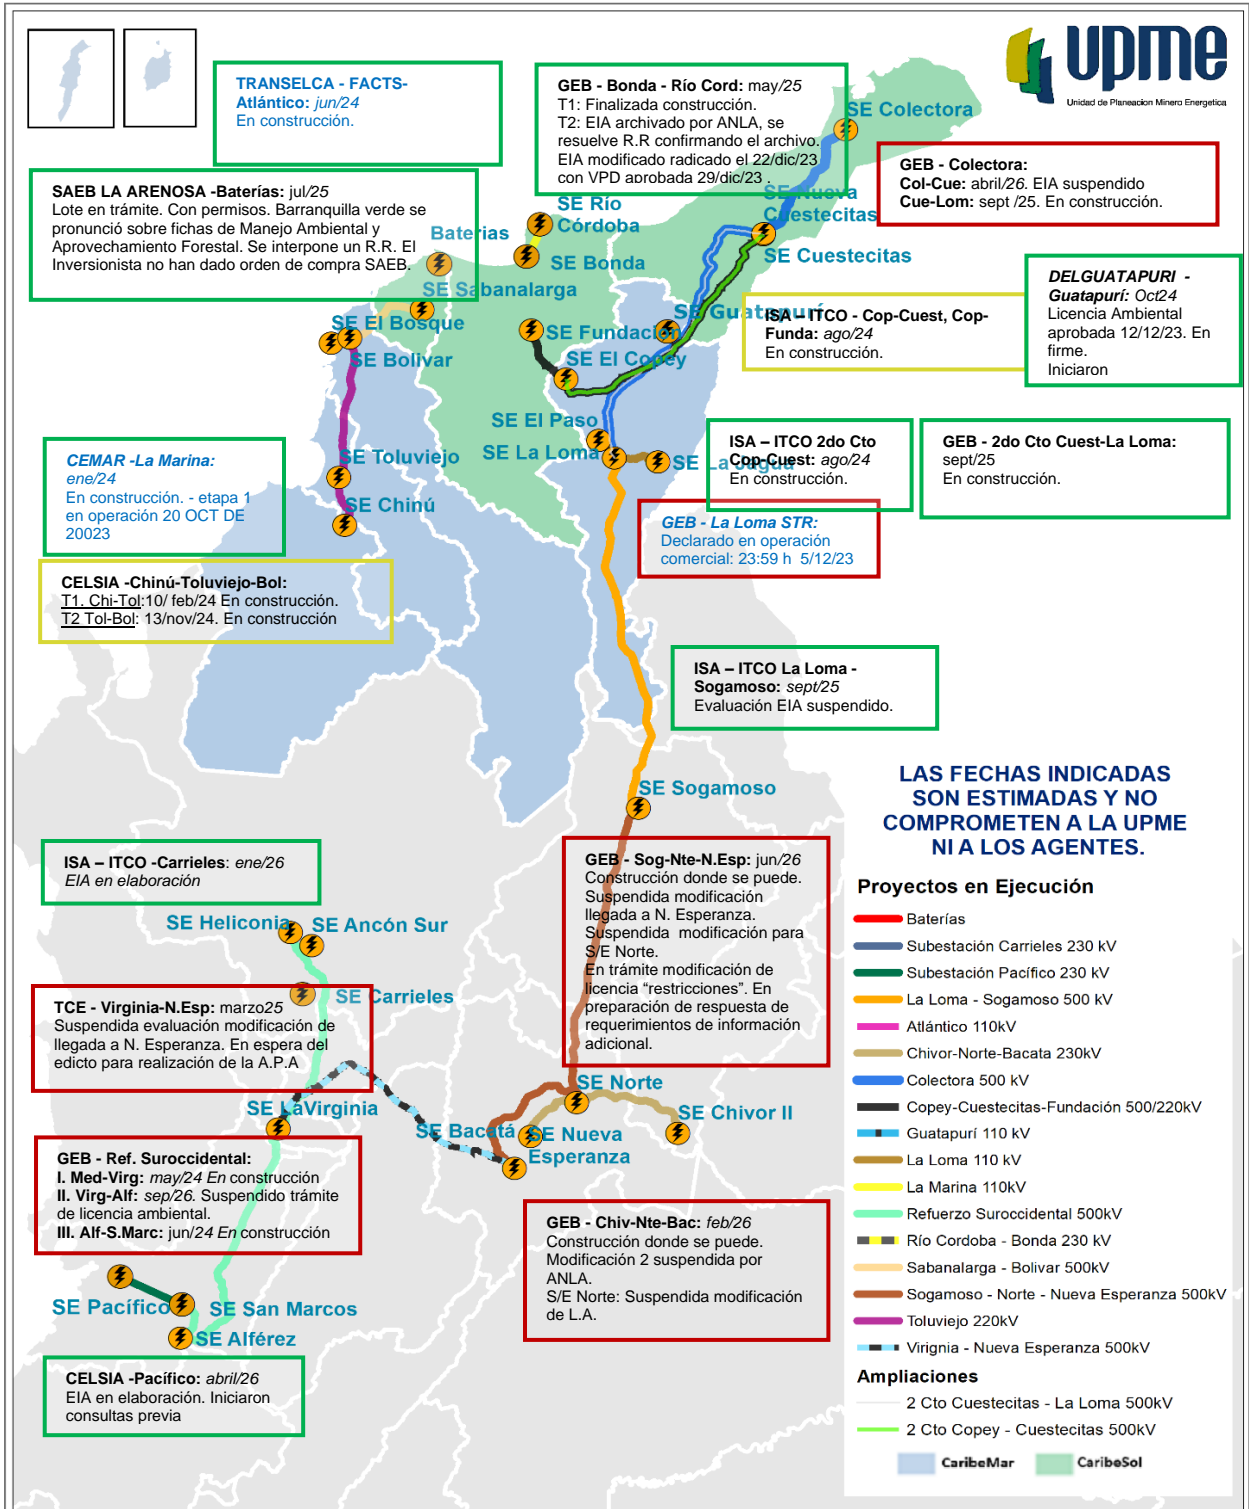 upme
Unidad de Planeacion Minero Energetica
TRANSELCA - FACTS-
Atlántico: jun/24
En construcción.
GEB - Bonda - Río Cord: may/25
T1: Finalizada construcción.
T2: EIA archivado por ANLA, se
resuelve R.R confirmando el archivo.
EIA modificado radicado el 22/dic/23
con VPD aprobada 29/dic/23 .
SE Colectora
GEB - Colectora:
Col-Cue: abril/26. EIA suspendido
Cue-Lom: sept /25. En construcción.
SAEB LA ARENOSA -Baterías: jul/25
Lote en trámite. Con permisos. Barranquilla verde se
pronunció sobre fichas de Manejo Ambiental y
Aprovechamiento Forestal. Se interpone un R.R. El
Inversionista no han dado orden de compra SAEB.
SE Nueva
Cuestecitas
SE Río
Córdoba
Baterias
SE Bonda
SE Cuestecitas
SE Sabanalarga
DELGUATAPURI -
Guatapurí: Oct24
Licencia Ambiental
aprobada 12/12/23. En
firme.
Iniciaron
SE El Bosque
SE Bolivar
SE Fundación
SE Guatapurí
ISA – ITCO - Cop-Cuest, Cop-
Funda: ago/24
En construcción.
SE El Copey
SE El Paso
SE La Loma
SE La Jagua
ISA – ITCO 2do Cto
Cop-Cuest: ago/24
En construcción.
GEB - 2do Cto Cuest-La Loma:
sept/25
En construcción.
CEMAR -La Marina:
ene/24
En construcción. - etapa 1
en operación 20 OCT DE
20023
SE Toluviejo
SE Chinú
GEB - La Loma STR:
Declarado en operación
comercial: 23:59 h 5/12/23
CELSIA -Chinú-Toluviejo-Bol:
T1. Chi-Tol:10/ feb/24 En construcción.
T2 Tol-Bol: 13/nov/24. En construcción
ISA – ITCO La Loma -
Sogamoso: sept/25
Evaluación EIA suspendido.
SE Sogamoso
LAS FECHAS INDICADAS
SON ESTIMADAS Y NO
COMPROMETEN A LA UPME
NI A LOS AGENTES.
ISA – ITCO -Carrieles: ene/26
EIA en elaboración
GEB - Sog-Nte-N.Esp: jun/26
Construcción donde se puede.
Suspendida modificación
llegada a N. Esperanza.
Suspendida modificación para
S/E Norte.
En trámite modificación de
licencia “restricciones”. En
preparación de respuesta de
requerimientos de información
adicional.
SE Heliconia
SE Ancón Sur
SE Carrieles
TCE - Virginia-N.Esp: marzo25
Suspendida evaluación modificación de
llegada a N. Esperanza. En espera del
edicto para realización de la A.P.A
SE LaVirginia
SE Norte
SE Chivor II
SE Bacatá
SE Nueva
Esperanza
GEB - Ref. Suroccidental:
I. Med-Virg: may/24 En construcción
II. Virg-Alf: sep/26. Suspendido trámite
de licencia ambiental.
III. Alf-S.Marc: jun/24 En construcción
GEB - Chiv-Nte-Bac: feb/26
Construcción donde se puede.
Modificación 2 suspendida por
ANLA.
S/E Norte: Suspendida modificación
de L.A.
SE Pacífico
SE San Marcos
SE Alférez
CELSIA -Pacífico: abril/26
EIA en elaboración. Iniciaron
consultas previa
Proyectos en Ejecución
Baterías
Subestación Carrieles 230 kV
Subestación Pacífico 230 kV
La Loma - Sogamoso 500 kV
Atlántico 110kV
Chivor-Norte-Bacata 230kV
Colectora 500 kV
Copey-Cuestecitas-Fundación 500/220kV
Guatapurí 110 kV
La Loma 110 kV
La Marina 110kV
Refuerzo Suroccidental 500kV
Río Cordoba - Bonda 230 kV
Sabanalarga - Bolivar 500kV
Sogamoso - Norte - Nueva Esperanza 500kV
Toluviejo 220kV
Virignia - Nueva Esperanza 500kV
Ampliaciones
2 Cto Cuestecitas - La Loma 500kV
2 Cto Copey - Cuestecitas 500kV
CaribeMar
CaribeSol